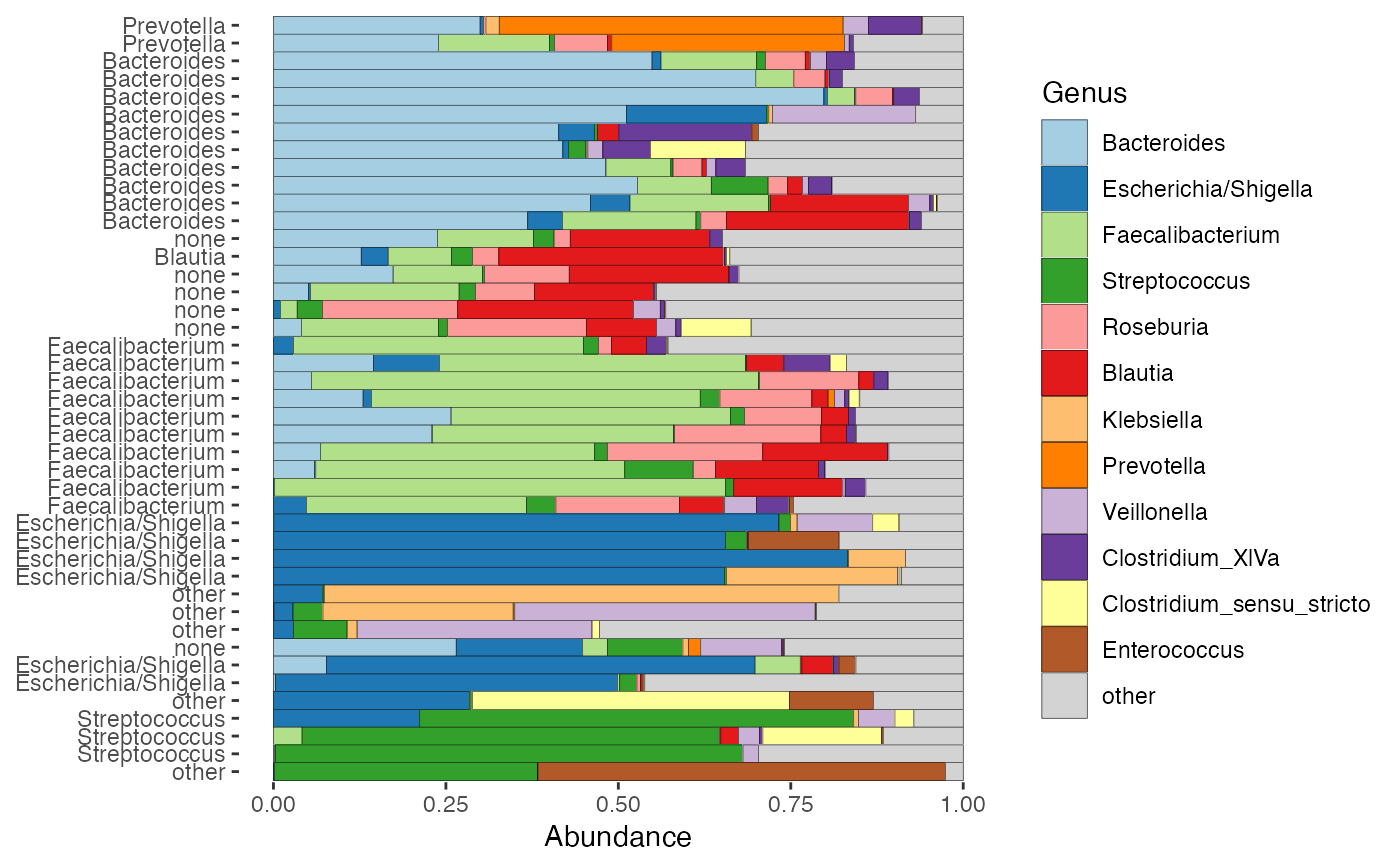 Prevotella
Prevotella
Bacteroides
Bacteroides
Bacteroides
Bacteroides
Bacteroides
Bacteroides
Bacteroides
Bacteroides
Bacteroides
Bacteroides
none
Blautia
none
none
none
none
Faecalibacterium
Faecalibacterium
Faecalibacterium
Faecalibacterium
Faecalibacterium
Faecalibacterium
Faecalibacterium
Faecalibacterium
Faecalibacterium
Faecalibacterium
Escherichia/Shigella
Escherichia/Shigella
Escherichia/Shigella
Escherichia/Shigella
other
other
other
none
Escherichia/Shigella
Escherichia/Shigella
other
Streptococcus
Streptococcus
Streptococcus
other
0.00 0.25 0.50 0.75 1.00
Abundance
Genus
Bacteroides
Escherichia/Shigella
Faecalibacterium
Streptococcus
Roseburia
Blautia
Klebsiella
Prevotella
Veillonella
Clostridium_XlVa
Clostridium_sensu_stricto
Enterococcus
other